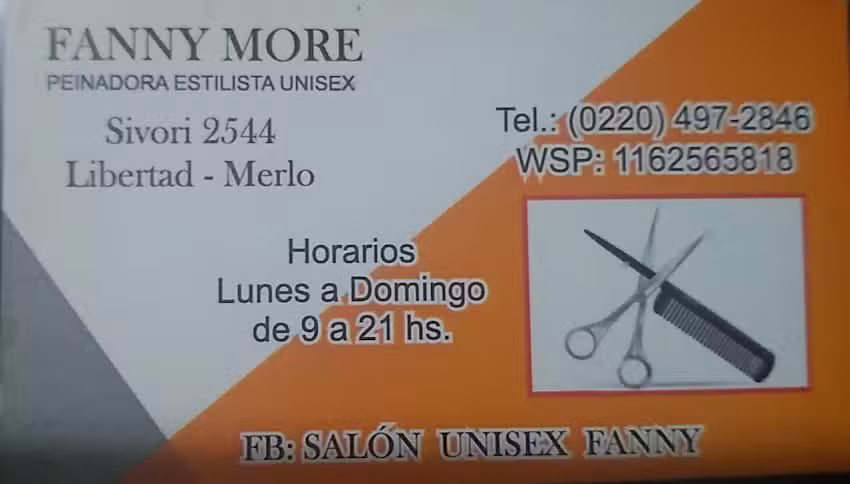 FANNY MORE
PEINADORA ESTILISTA UNISEX
Sivori 2544
Libertad - Merlo
Tel.: (0220) 497-2846
WSP: 1162565818
Horarios
Lunes a Domingo
de 9 a 21 hs.
FB: SALÓN UNISEX FANNY